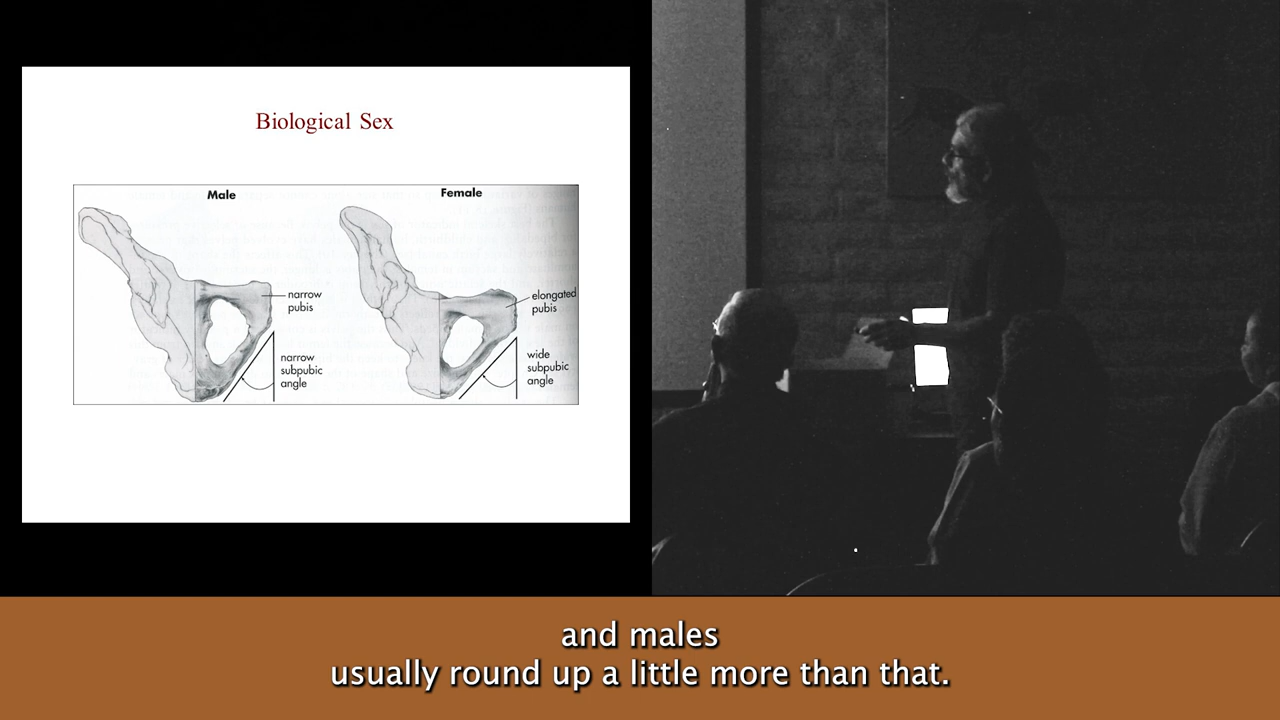 Biological Sex
Male
Female
narrow
pubis
elongated
pubis
narrow
subpubic
angle
wide
subpubic
angle
and males
usually round up a little more than that.